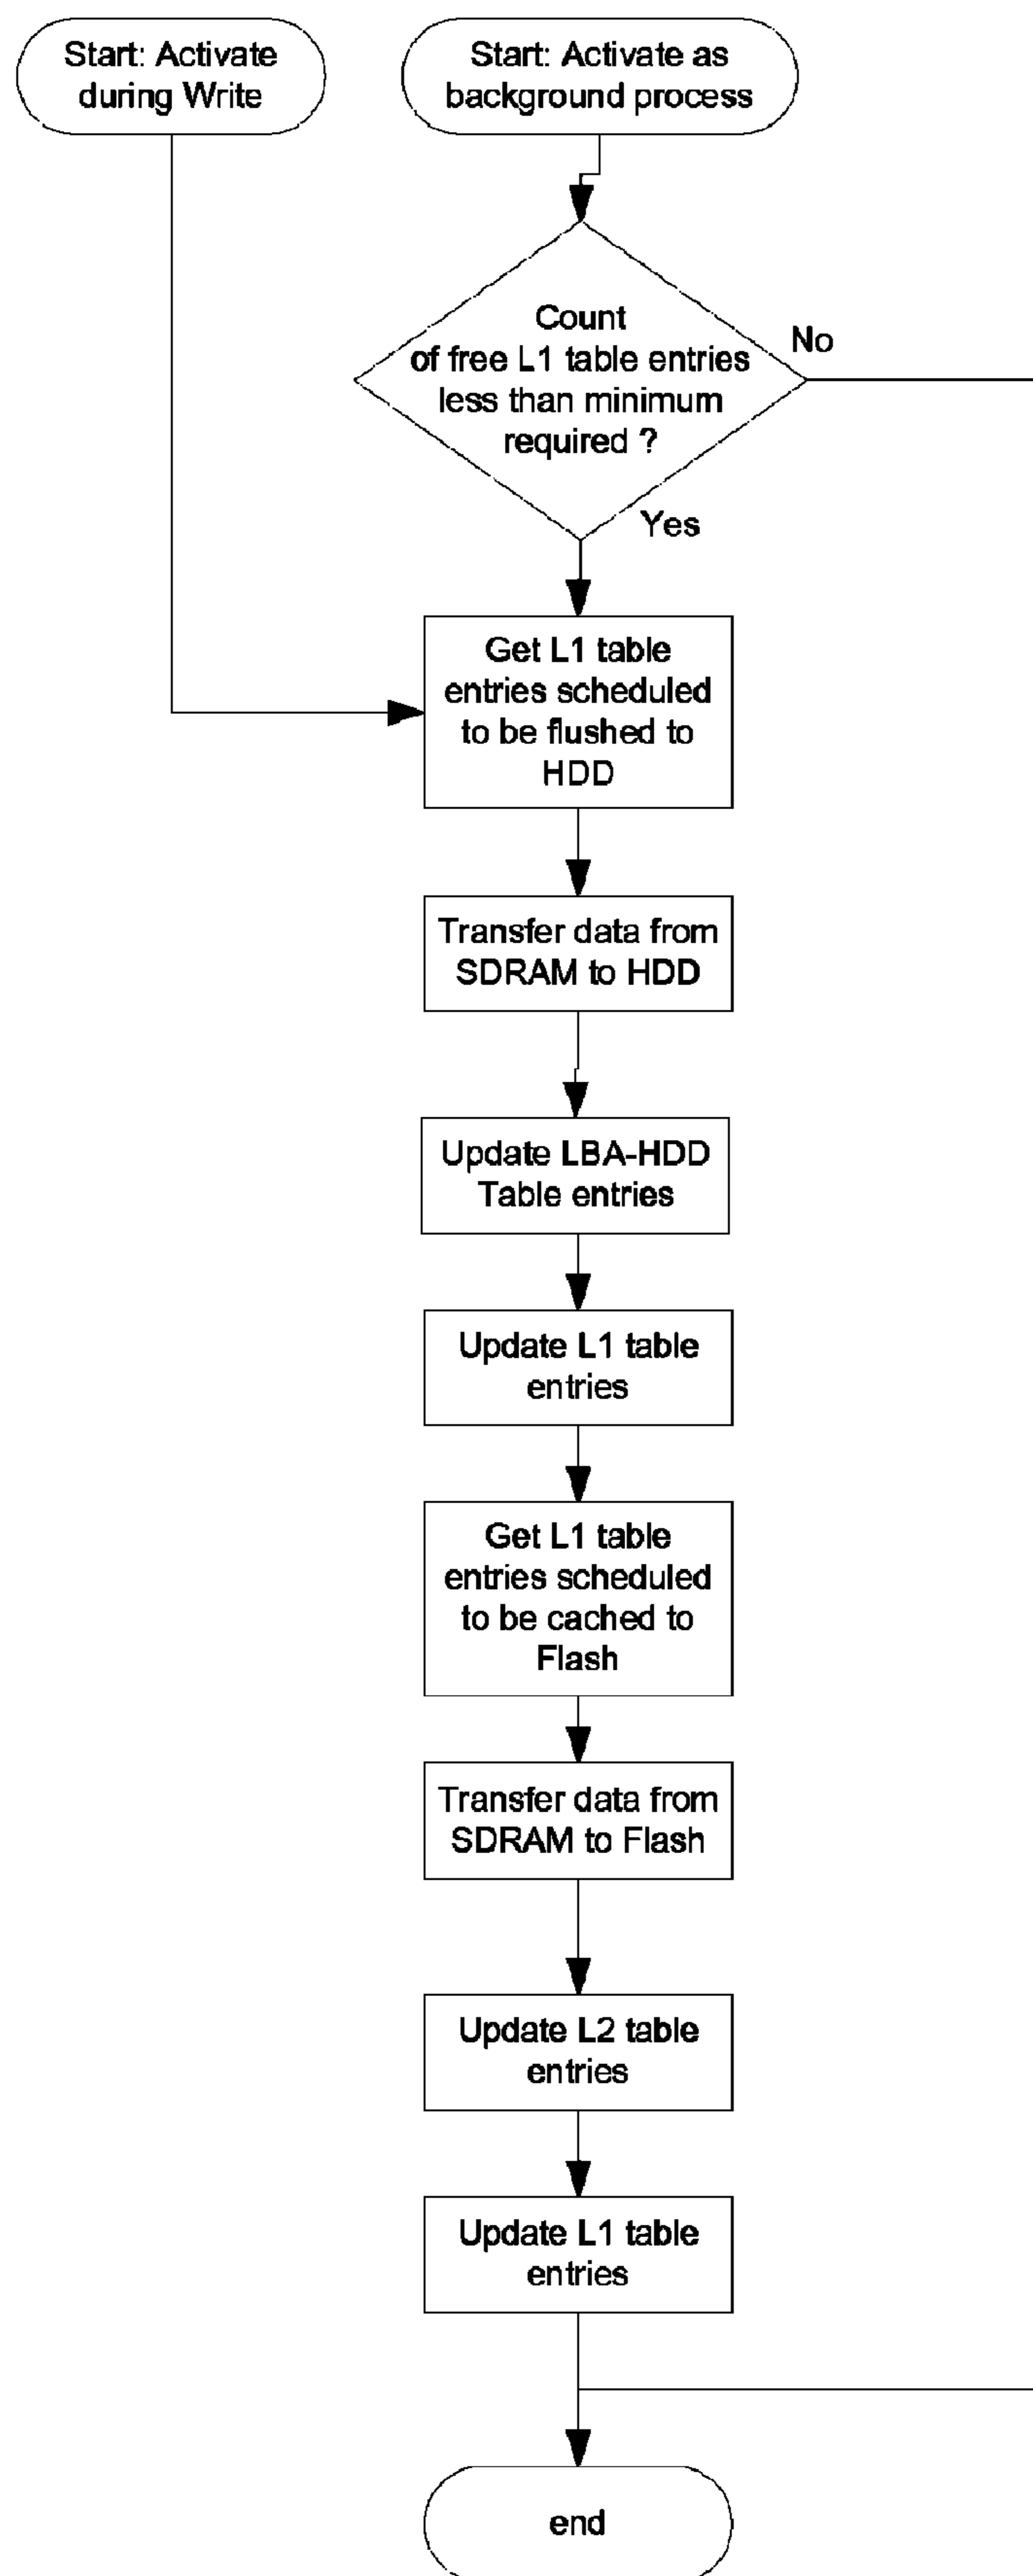 Start: Activate
during Write
Start: Activate as
background process
Count
of free L1 table entries
less than minimum
required ?
No
Yes
Get L1 table
entries scheduled
to be flushed to
HDD
Transfer data from
SDRAM to HDD
Update LBA-HDD
Table entries
Update L1 table
entries
Get L1 table
entries scheduled
to be cached to
Flash
Transfer data from
SDRAM to Flash
Update L2 table
entries
Update L1 table
entries
end